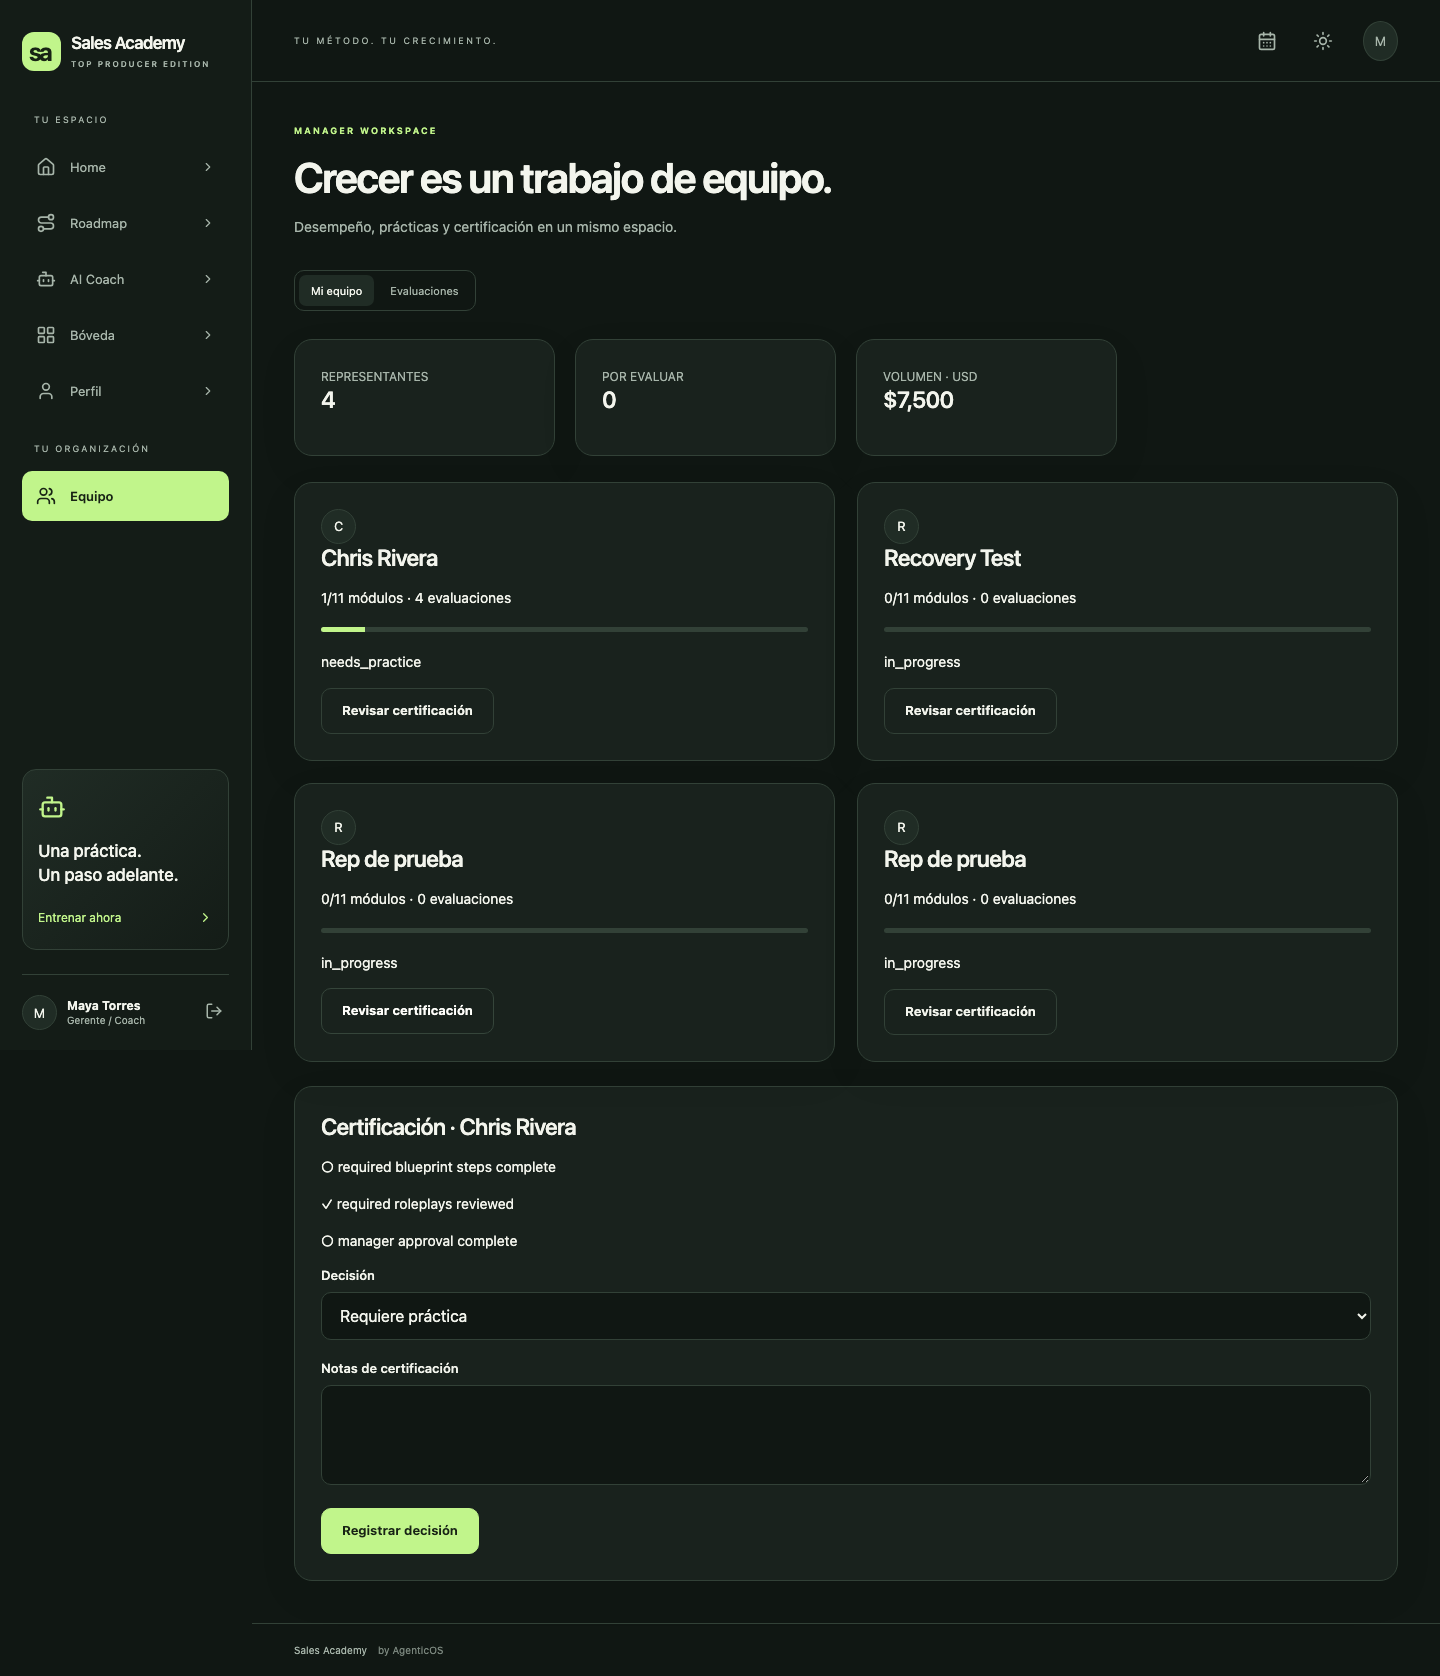 sa
Sales Academy
TOP PRODUCER EDITION
TU ESPACIO
Home
Roadmap
AI Coach
Bóveda
Perfil
TU ORGANIZACIÓN
Equipo
Una práctica.
Un paso adelante.
Entrenar ahora
M
Maya Torres
Gerente / Coach
TU MÉTODO. TU CRECIMIENTO.
M
MANAGER WORKSPACE
Crecer es un trabajo de equipo.
Desempeño, prácticas y certificación en un mismo espacio.
Mi equipo
Evaluaciones
REPRESENTANTES
4
POR EVALUAR
0
VOLUMEN · USD
$7,500
C
Chris Rivera
1/11 módulos · 4 evaluaciones
needs_practice
Revisar certificación
R
Recovery Test
0/11 módulos · 0 evaluaciones
in_progress
Revisar certificación
R
Rep de prueba
0/11 módulos · 0 evaluaciones
in_progress
Revisar certificación
R
Rep de prueba
0/11 módulos · 0 evaluaciones
in_progress
Revisar certificación
Certificación · Chris Rivera
○ required blueprint steps complete
✓ required roleplays reviewed
○ manager approval complete
Decisión
Requiere práctica
Notas de certificación
Registrar decisión
Sales Academy by AgenticOS